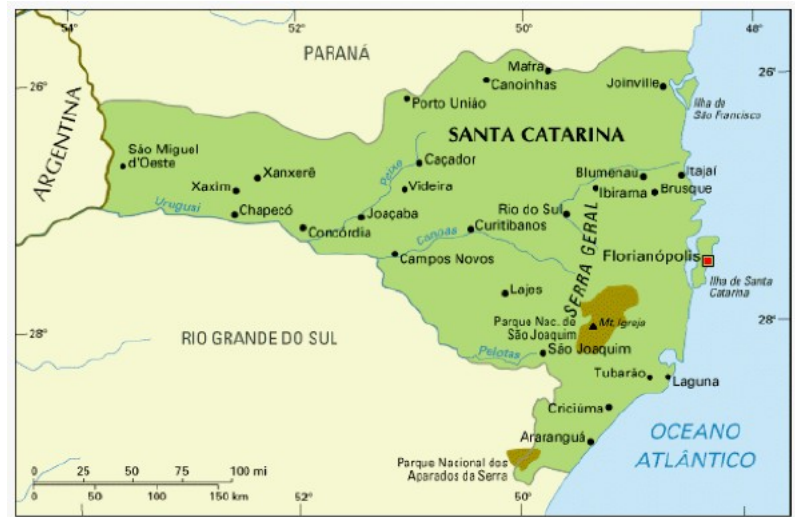 54°
52°
50°
48°
PARANÁ
Mafra
Canoinhas
Joinville
26°
26°
Porto União
Ilha de
São Francisco
ARGENTINA
SANTA CATARINA
São Miguel
d'Oeste
Caçador
Peixe
Xanxerê
Blumenau
Itajaí
Xaxim
Videira
Ibirama
Brusque
Uruguai
Chapecó
Joaçaba
Rio do Sul
Concórdia
Canoas
Curitibanos
SERRA GERAL
Florianópolis
Campos Novos
Ilha de Santa
Catarina
Lajes
28°
28°
Parque Nac. de
São Joaquim
Mt. Igreja
RIO GRANDE DO SUL
Pelotas
São Joaquim
Tubarão
Laguna
Criciúma
Araranguá
OCEANO
ATLÂNTICO
Parque Nacional dos
Aparados da Serra
0 25 50 75 100 mi
0 50 100 150 km
52°
50°